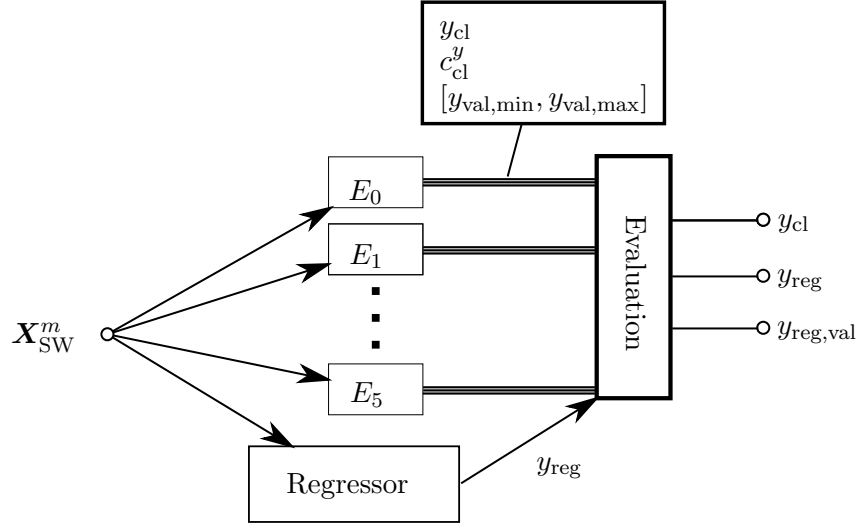 y_cl
c_cl^y
[y_val,min, y_val,max]
E_0
E_1
E_5
X_SW^m
Regressor
y_reg
Evaluation
y_cl
y_reg
y_reg,val